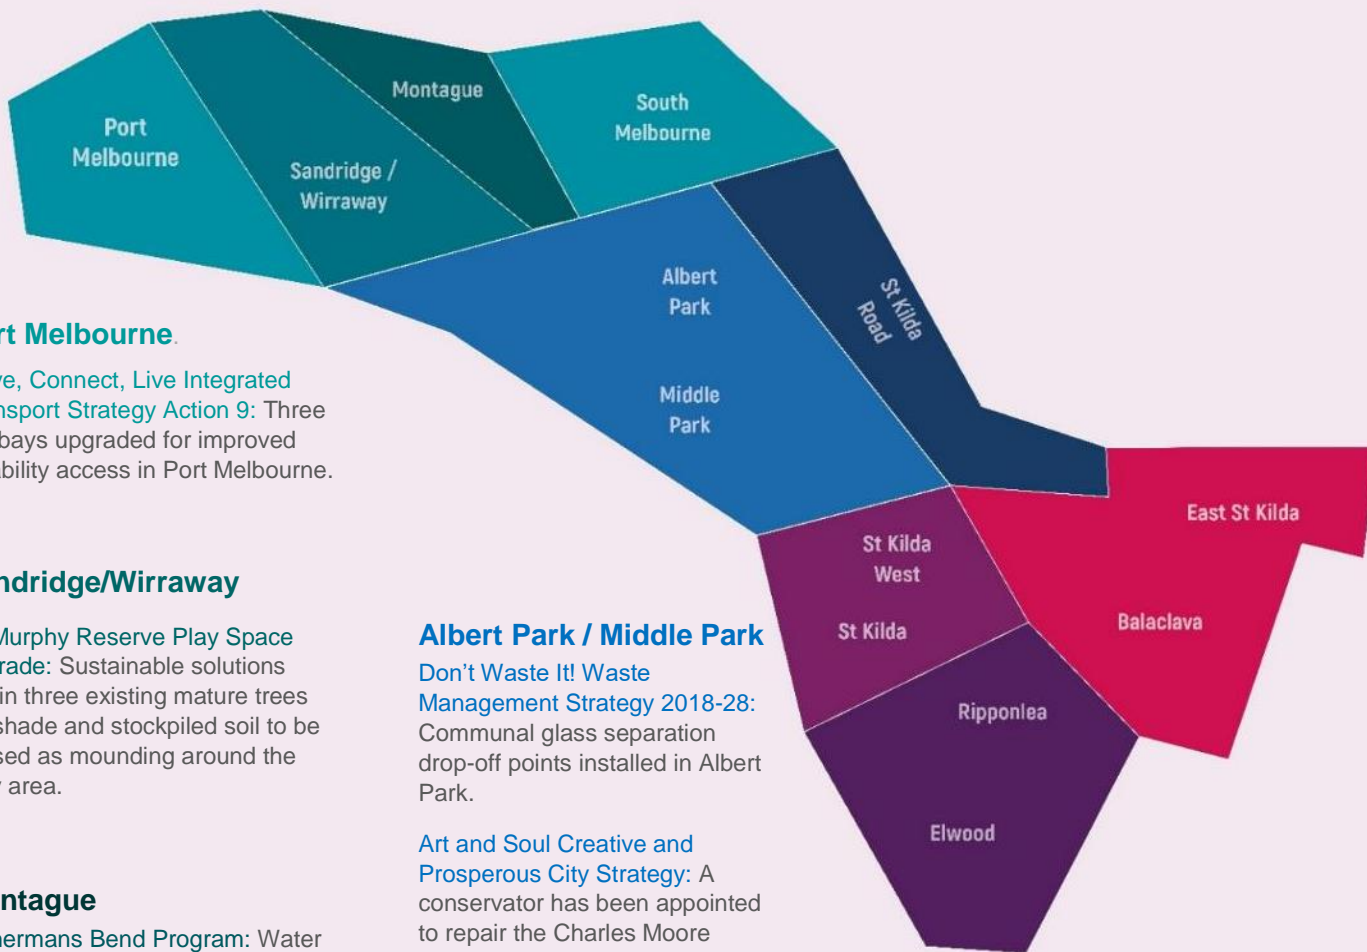 Montague
South
Melbourne
Port
Melbourne
Sandridge /
Wirraway
Albert
Park
St Kilda
Road
Middle
Park
East St Kilda
St Kilda
West
Balaclava
St Kilda
Ripponlea
Elwood
rt Melbourne.
ve, Connect, Live Integrated
nsport Strategy Action 9: Three
bays upgraded for improved
ability access in Port Melbourne.
ndridge/Wirraway
Murphy Reserve Play Space
rade: Sustainable solutions
in three existing mature trees
shade and stockpiled soil to be
sed as mounding around the
area.
ntague
hermans Bend Program: Water
Albert Park / Middle Park
Don’t Waste It! Waste
Management Strategy 2018-28:
Communal glass separation
drop-off points installed in Albert
Park.
Art and Soul Creative and
Prosperous City Strategy: A
conservator has been appointed
to repair the Charles Moore